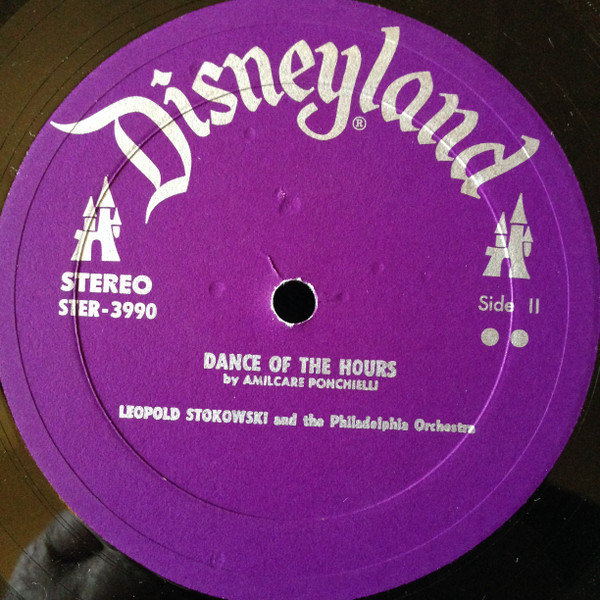 Disneyland®
STEREO
STER-3990
Side II
DANCE OF THE HOURS
by AMILCARE PONCHIELLI
LEOPOLD STOKOWSKI and the Philadelphia Orchestra